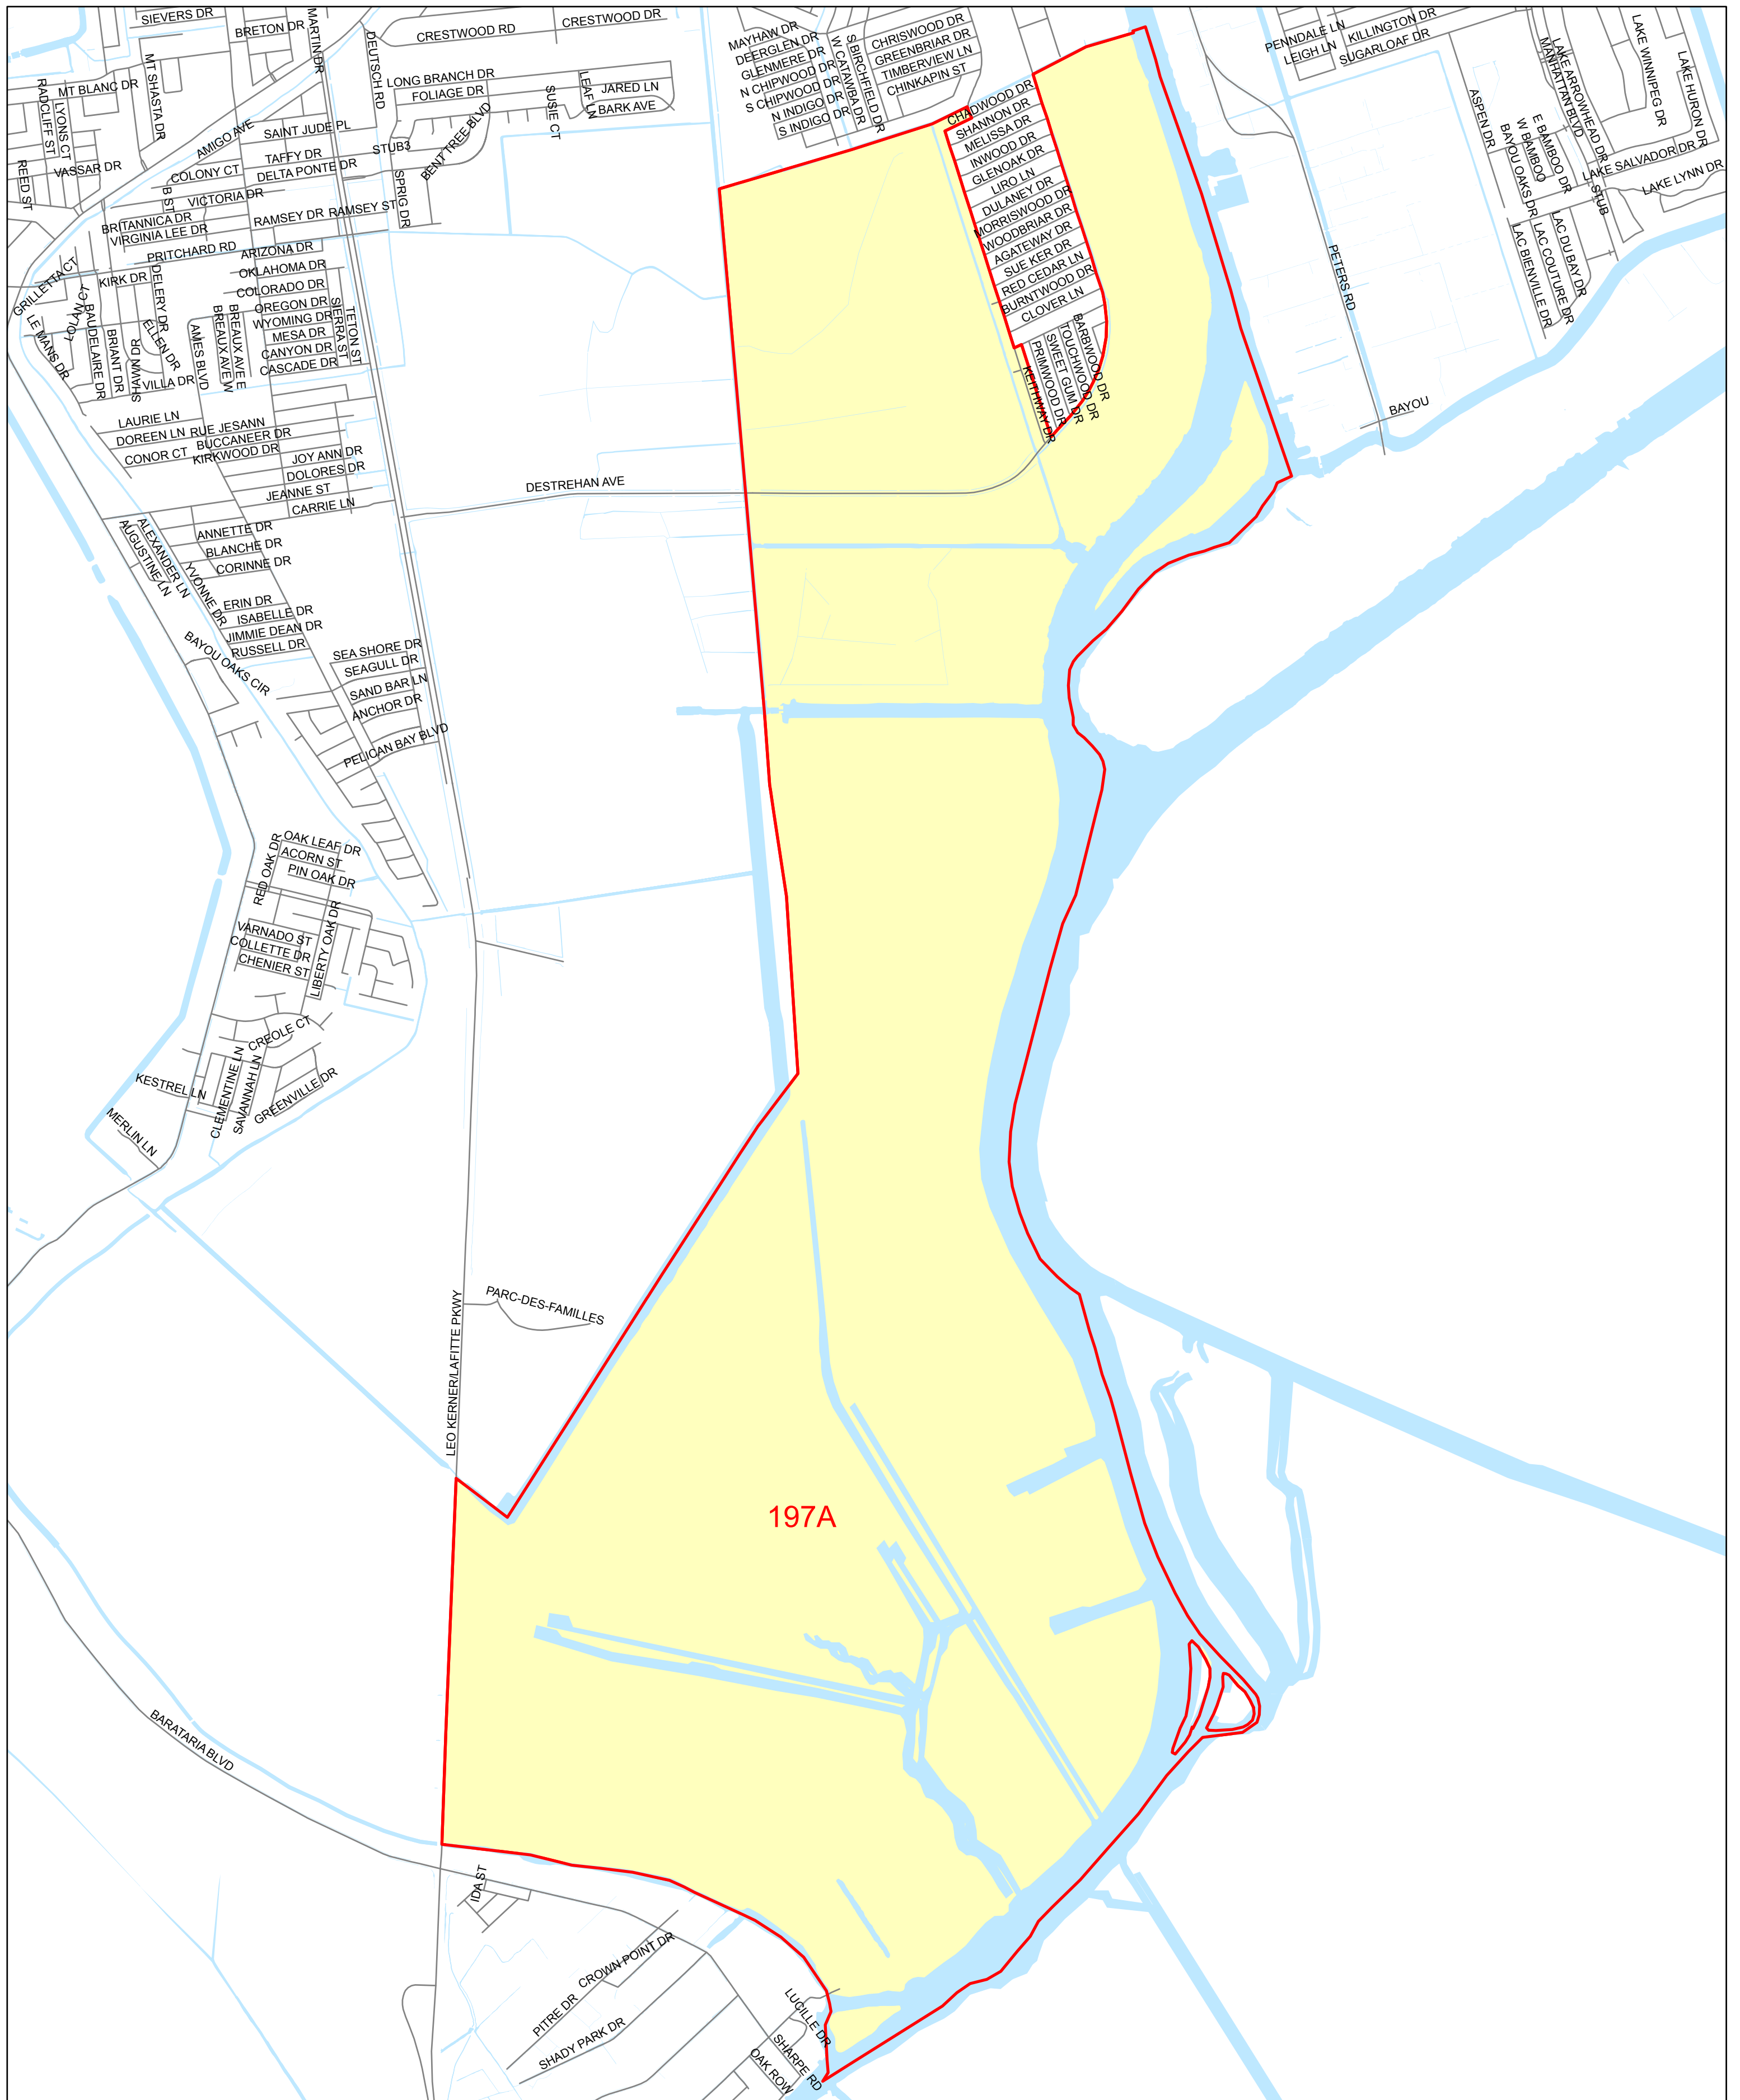 SIEVERS DR
BRETON DR
MARTIN DR
DEUTSCH RD
CRESTWOOD RD
CRESTWOOD DR
MT SHASTA DR
MT BLANC DR
RADCLIFF ST
LYONS CT
REED ST
VASSAR DR
AMIGO AVE
SAINT JUDE PL
TAFFY DR
COLONY CT
DELTA PONTE DR
B ST
VICTORIA DR
BRITANNICA DR
VIRGINIA LEE DR
RAMSEY DR
RAMSEY ST
PRITCHARD RD
ARIZONA DR
LONG BRANCH DR
FOLIAGE DR
JARED LN
LEAF LN
BARK AVE
SUSIE CT
BENT TREE BLVD
STUB3
SPRIG DR
MAYHAW DR
DEERGLEN DR
GLENMERE DR
N CHIPWOOD DR
S CHIPWOOD DR
N INDIGO DR
S INDIGO DR
W CATAWBA DR
S BIRCHFIELD DR
CHRISWOOD DR
GREENBRIAR DR
TIMBERVIEW LN
CHINKAPIN ST
CHADWOOD DR
SHANNON DR
MELISSA DR
INWOOD DR
GLENOAK DR
LIRO LN
DULANEY DR
MORRISWOOD DR
WOODBRIAR DR
AGATEWAY DR
SUE KER DR
RED CEDAR LN
BURNTWOOD DR
CLOVER LN
BARBWOOD DR
TOUCHWOOD DR
SWEET GUM DR
PRIMWOOD DR
KEITHWAY DR
PENNDALE LN
LEIGH LN
KILLINGTON DR
SUGARLOAF DR
LAKE WINNIPEG DR
LAKE HURON DR
LAKE ARROWHEAD DR
MANHATTAN BLVD
ASPEN DR
E BAMBOO DR
W BAMBOO
BAYOU OAKS DR
LAKE SALVADOR DR
LAKE LYNN DR
STUB
LAC DU BAY DR
LAC COUTURE DR
LAC BIENVILLE DR
PETERS RD
BAYOU
GRILLETTA CT
KIRK DR
DELERY DR
YOLAN CT
LE MANS DR
BAUDELAIRE DR
BRIANT DR
SHAWN DR
ELLEN DR
VILLA DR
AMES BLVD
BREAUX AVE W
BREAUX AVE E
OKLAHOMA DR
COLORADO DR
OREGON DR
WYOMING DR
MESA DR
CANYON DR
CASCADE DR
SIERRA ST
TETON ST
LAURIE LN
DOREEN LN
RUE JESANN
BUCCANEER DR
CONOR CT
KIRKWOOD DR
JOY ANN DR
DOLORES DR
JEANNE ST
CARRIE LN
DESTREHAN AVE
ANNETTE DR
BLANCHE DR
CORINNE DR
ALEXANDER LN
AUGUSTINE LN
YVONNE DR
ERIN DR
ISABELLE DR
JIMMIE DEAN DR
RUSSELL DR
BAYOU OAKS CIR
SEA SHORE DR
SEAGULL DR
SAND BAR LN
ANCHOR DR
PELICAN BAY BLVD
OAK LEAF DR
ACORN ST
PIN OAK DR
RED OAK DR
VARNADO ST
COLLETTE DR
CHENIER ST
LIBERTY OAK DR
CREOLE CT
KESTREL LN
CLEMENTINE LN
SAVANNAH LN
GREENVILLE DR
MERLIN LN
PARC-DES-FAMILLES
LEO KERNER/LAFITTE PKWY
197A
BARATARIA BLVD
IDA ST
CROWN POINT DR
PITRE DR
SHADY PARK DR
LUCILLE DR
SHARPE RD
OAK ROW